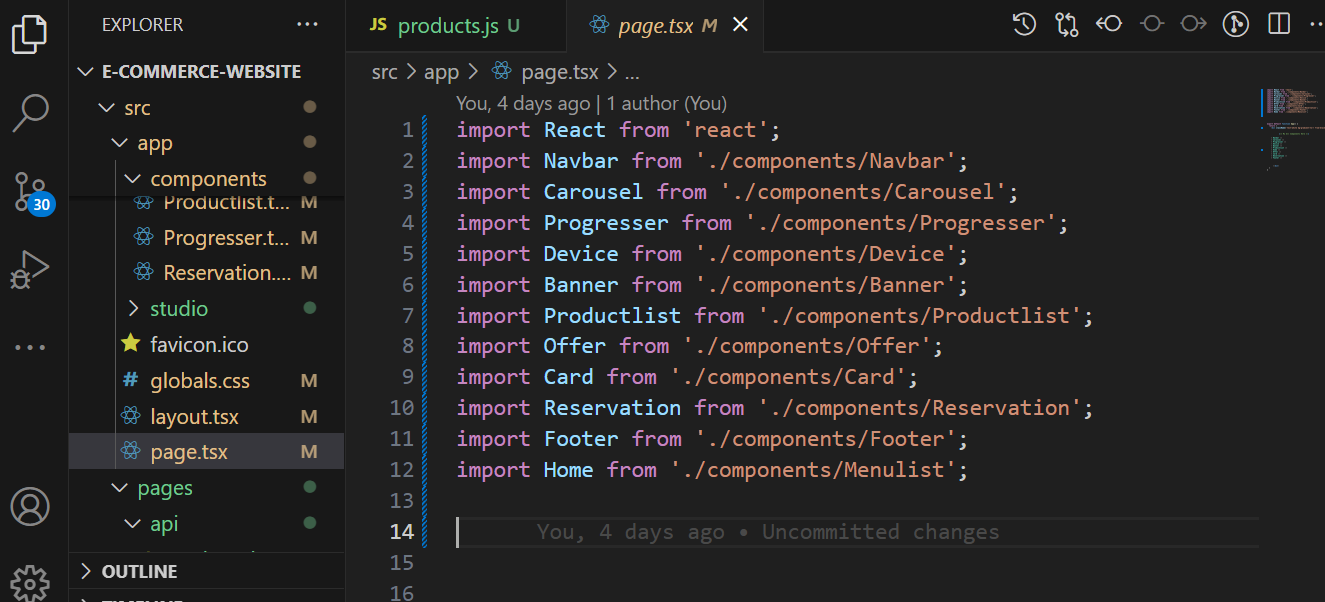 EXPLORER
E-COMMERCE-WEBSITE
src
app
components
Productlist.t... M
Progresser.t... M
Reservation.... M
studio
favicon.ico
# globals.css M
layout.tsx M
page.tsx M
pages
api
OUTLINE
TIMELINE
30
JS products.js U
page.tsx M
src > app > page.tsx > ...
You, 4 days ago | 1 author (You)
1 import React from 'react';
2 import Navbar from './components/Navbar';
3 import Carousel from './components/Carousel';
4 import Progresser from './components/Progresser';
5 import Device from './components/Device';
6 import Banner from './components/Banner';
7 import Productlist from './components/Productlist';
8 import Offer from './components/Offer';
9 import Card from './components/Card';
10 import Reservation from './components/Reservation';
11 import Footer from './components/Footer';
12 import Home from './components/Menulist';
13
14 You, 4 days ago • Uncommitted changes
15
16